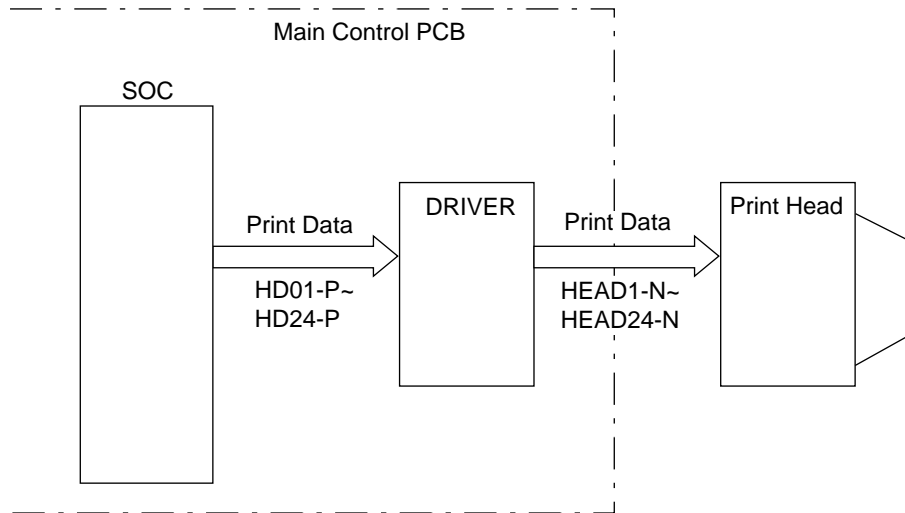 Main Control PCB
SOC
DRIVER
Print Head
Print Data
HD01-P~
HD24-P
Print Data
HEAD1-N~
HEAD24-N